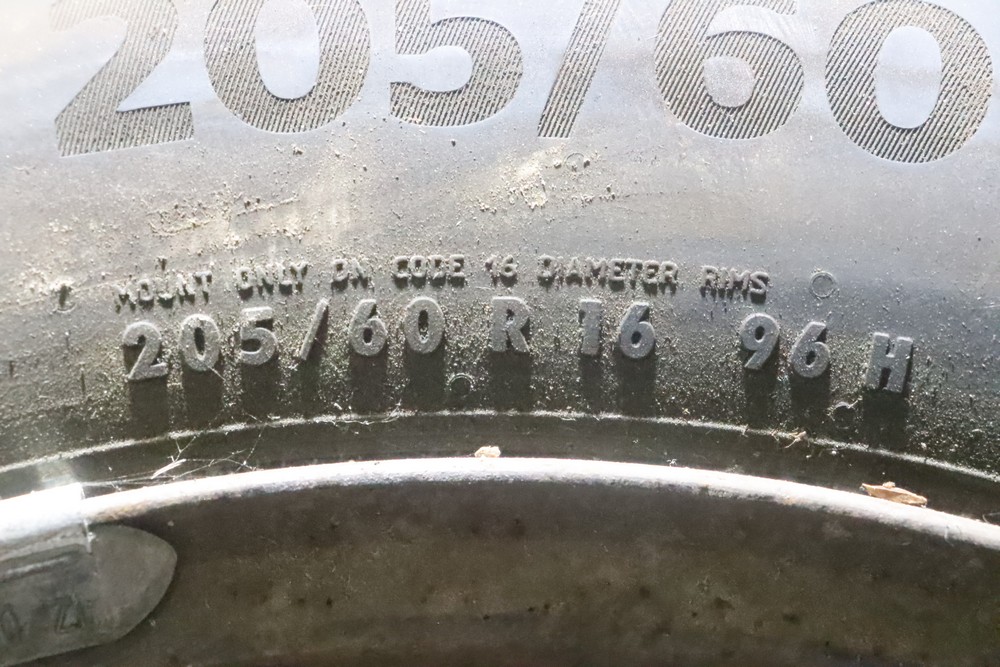 205/60
MOUNT ONLY ON CODE 16 DIAMETER RIMS
205/60 R 16 96 H